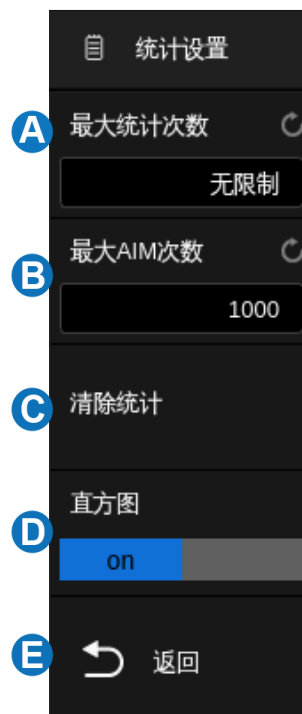 统计设置
A
最大统计次数
无限制
B
最大AIM次数
1000
C
清除统计
D
直方图
on
E
返回